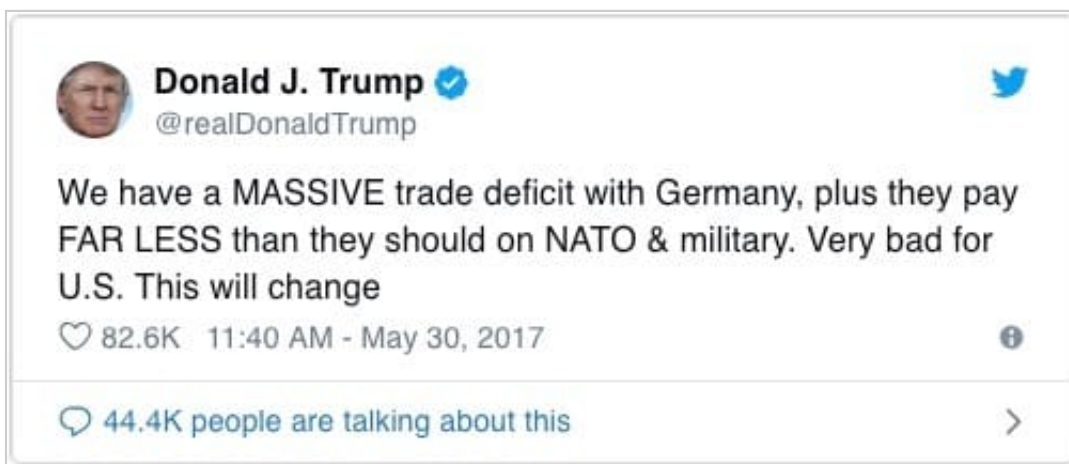 Donald J. Trump
@realDonaldTrump
We have a MASSIVE trade deficit with Germany, plus they pay
FAR LESS than they should on NATO & military. Very bad for
U.S. This will change
82.6K 11:40 AM - May 30, 2017
44.4K people are talking about this